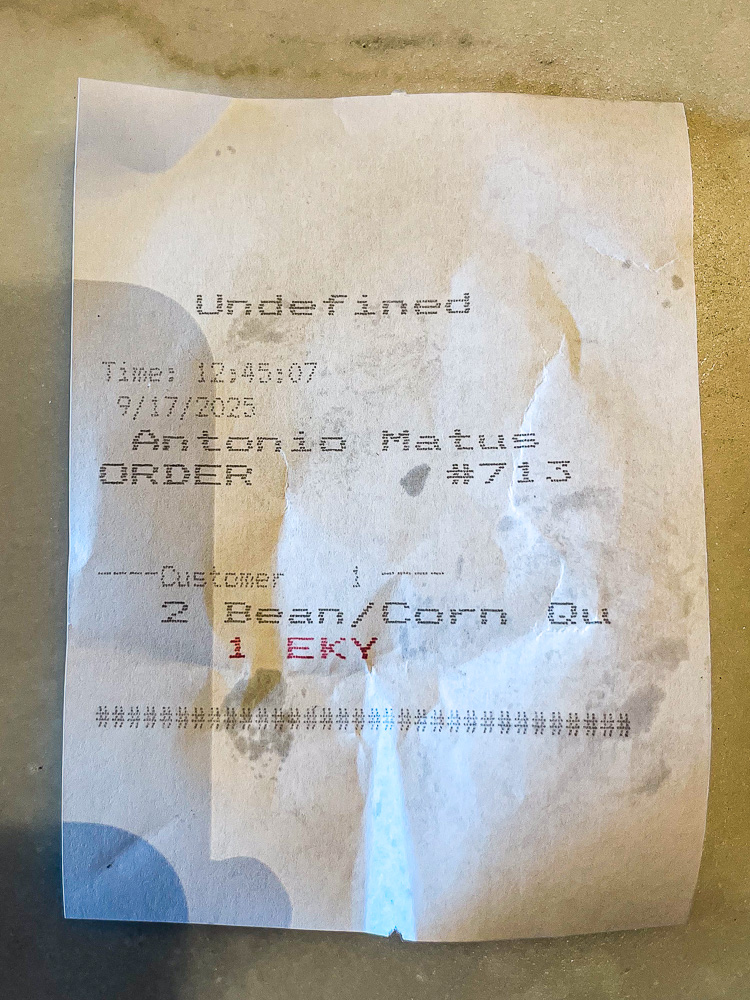 Undefined
Time: 12:45:07
9/17/2025
Antonio Matus
ORDER #713
----Customer 1 ----
2 Bean/Corn Qu
1 EKY
###################################